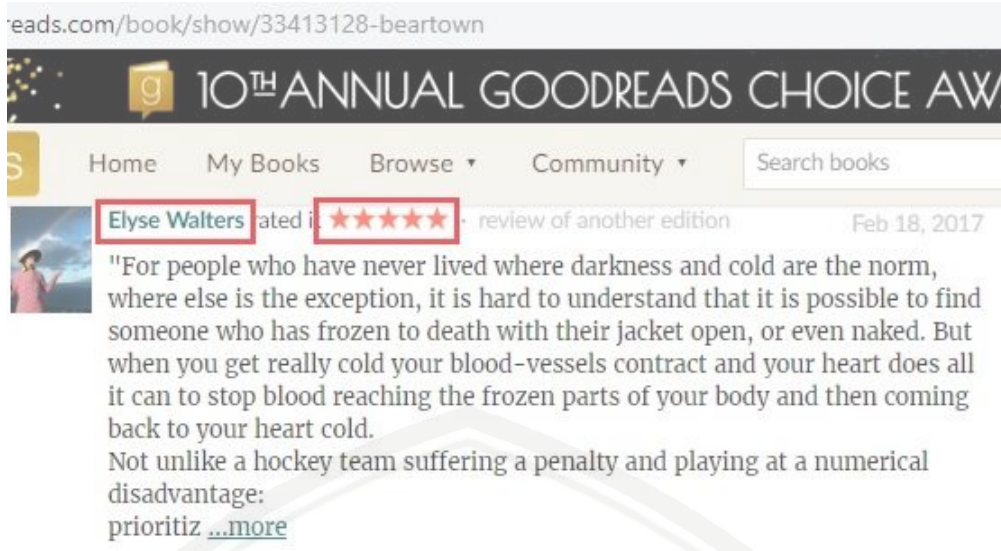 eads.com/book/show/33413128-beartown
g 10TH ANNUAL GOODREADS CHOICE AW
S Home My Books Browse ▾ Community ▾ Search books
Elyse Walters rated i ★★★★★ · review of another edition Feb 18, 2017
"For people who have never lived where darkness and cold are the norm,
where else is the exception, it is hard to understand that it is possible to find
someone who has frozen to death with their jacket open, or even naked. But
when you get really cold your blood-vessels contract and your heart does all
it can to stop blood reaching the frozen parts of your body and then coming
back to your heart cold.
Not unlike a hockey team suffering a penalty and playing at a numerical
disadvantage:
prioritiz ...more